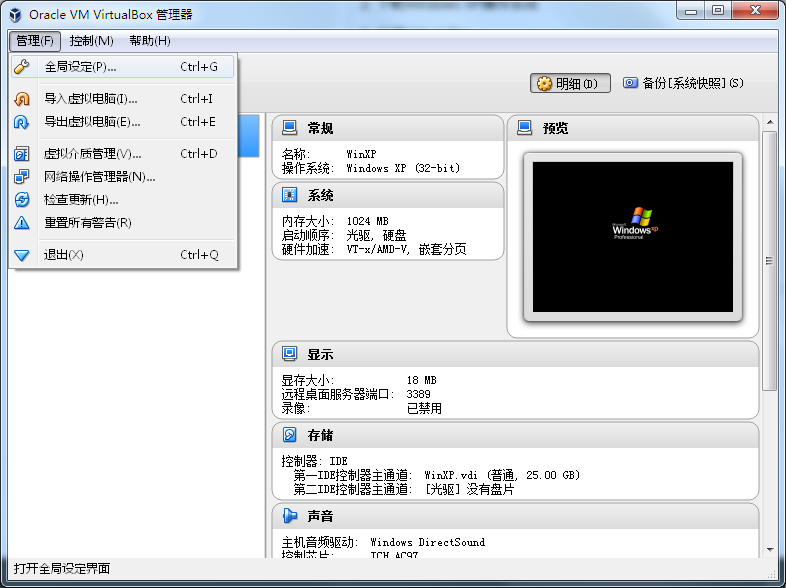 Oracle VM VirtualBox 管理器
管理(F) 控制(M) 帮助(H)
全局设定(P)... Ctrl+G
导入虚拟电脑(I)... Ctrl+I
导出虚拟电脑(E)... Ctrl+E
虚拟介质管理(V)... Ctrl+D
网络操作管理器(N)...
检查更新(H)...
重置所有警告(R)
退出(X) Ctrl+Q
明细(D) 备份[系统快照](S)
常规
名称: WinXP
操作系统: Windows XP (32-bit)
系统
内存大小: 1024 MB
启动顺序: 光驱, 硬盘
硬件加速: VT-x/AMD-V, 嵌套分页
预览
Microsoft
Windows xp
Professional
显示
显存大小: 18 MB
远程桌面服务器端口: 3389
录像: 已禁用
存储
控制器: IDE
第一IDE控制器主通道: WinXP.vdi (普通, 25.00 GB)
第二IDE控制器主通道: [光驱] 没有盘片
声音
主机音频驱动: Windows DirectSound
控制芯片: ICH AC97
打开全局设定界面